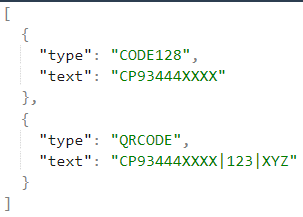 [
  {
    "type": "CODE128",
    "text": "CP93444XXXX"
  },
  {
    "type": "QRCODE",
    "text": "CP93444XXXX|123|XYZ"
  }
]